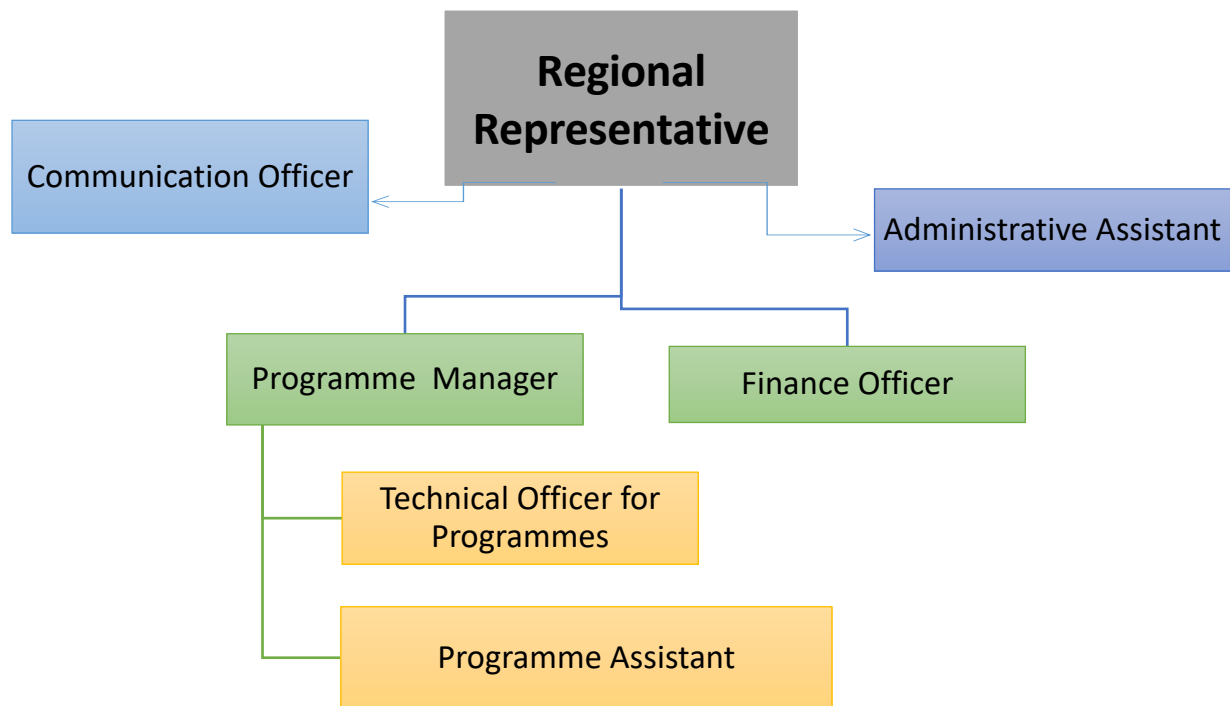 Regional
Representative
Communication Officer
Administrative Assistant
Programme  Manager
Finance Officer
Technical Officer for
Programmes
Programme Assistant